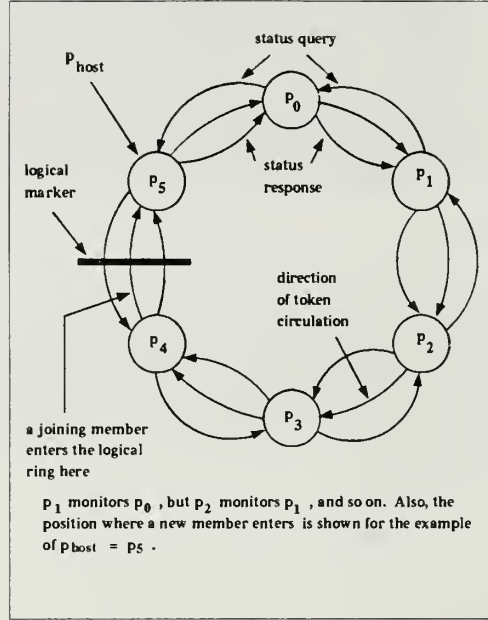 status query
p host
p0
logical
marker
p5
status
response
p1
direction
of token
circulation
p4
p2
p3
a joining member
enters the logical
ring here
p1 monitors p0 , but p2 monitors p1 , and so on. Also, the
position where a new member enters is shown for the example
of phost = p5 .